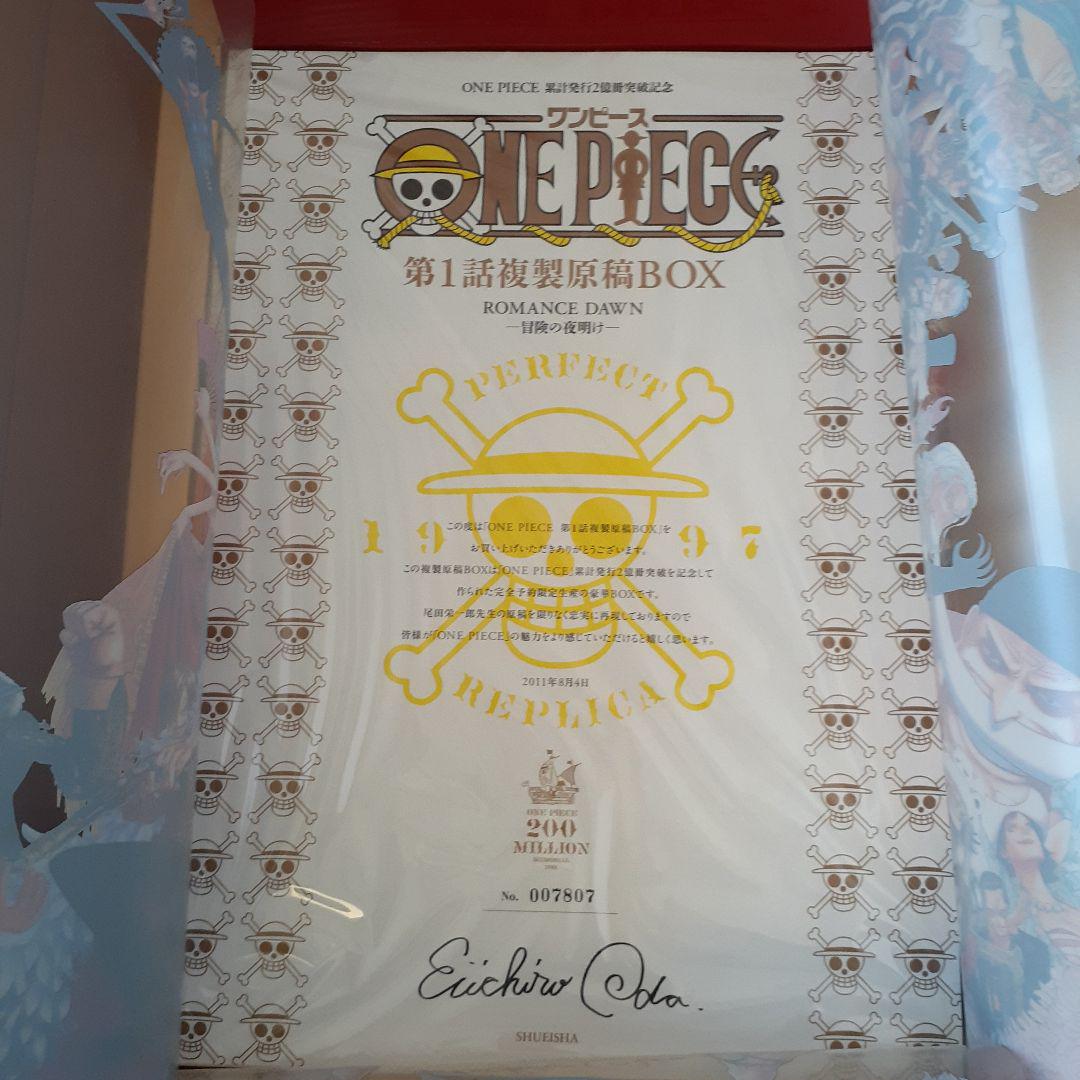 ONE PIECE 累計発行2億冊突破記念
ワンピース
ONE PIECE
第1話複製原稿BOX
ROMANCE DAWN
—冒険の夜明け—
PERFECT
1997
この度は「ONE PIECE 第1話複製原稿BOX」を
お買い上げいただきありがとうございます。
この複製原稿BOXは「ONE PIECE」累計発行2億冊突破を記念して
作られた完全予約限定生産の豪華BOXです。
尾田栄一郎先生の原稿を限りなく忠実に再現しておりますので
皆様が「ONE PIECE」の魅力をより感じていただけると嬉しく思います。
2011年8月4日
REPLICA
ONE PIECE
200
MILLION
No. 007807
Eiichiro Oda.
SHUEISHA